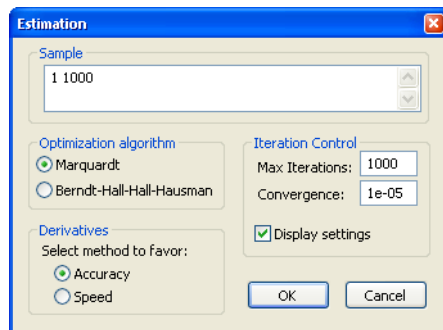 Estimation
Sample
1 1000
Optimization algorithm
Marquardt
Berndt-Hall-Hall-Hausman
Derivatives
Select method to favor:
Accuracy
Speed
Iteration Control
Max Iterations: 1000
Convergence: 1e-05
Display settings
OK Cancel